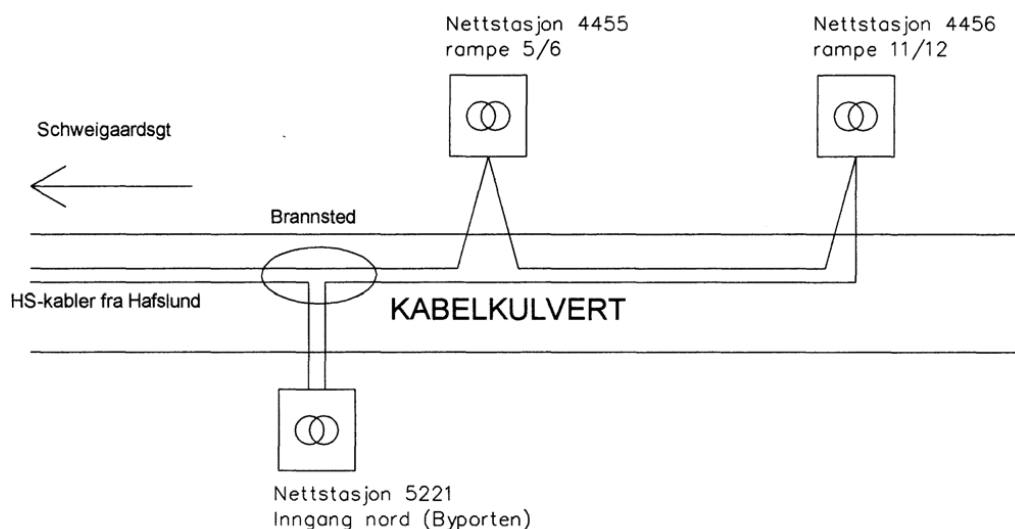 Nettstasjon 4455
rampe 5/6
Nettstasjon 4456
rampe 11/12
Schweigaardsgt
Brannsted
HS-kabler fra Hafslund
KABELKULVERT
Nettstasjon 5221
Inngang nord (Byporten)